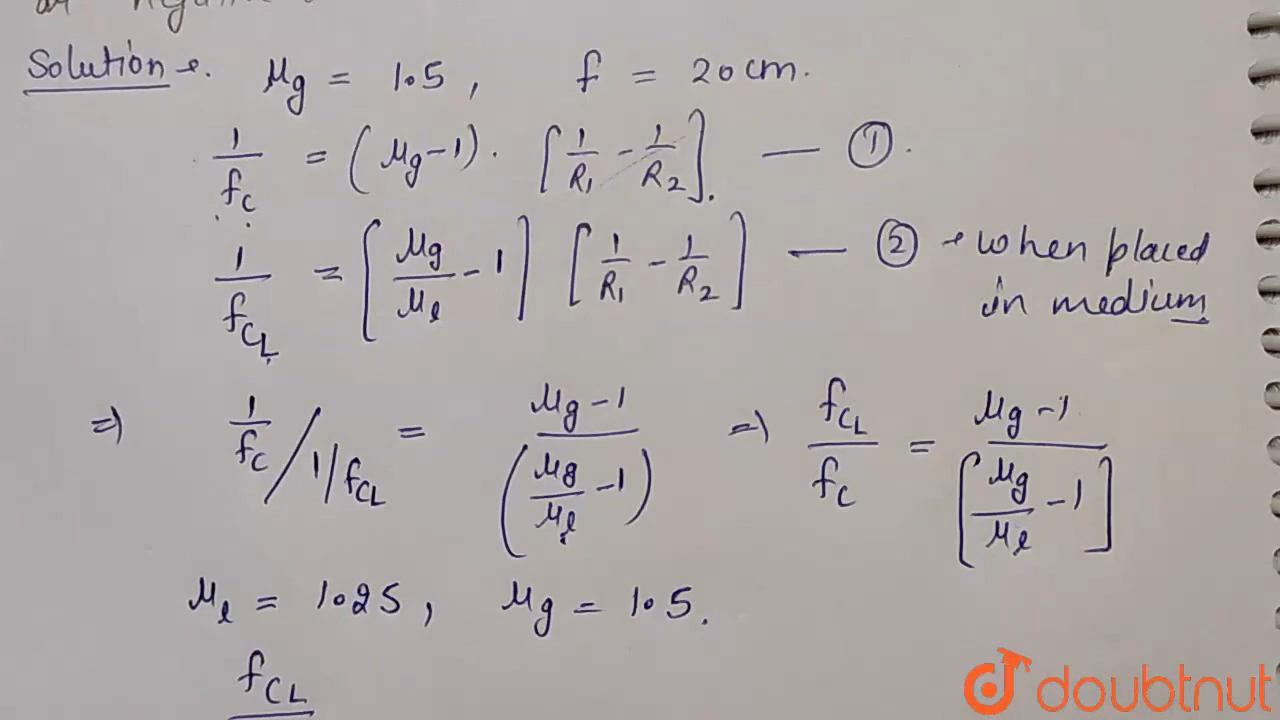 Solution →. μg = 1.5 , f = 20 cm.
1/fC = (μg - 1) . [1/R1 - 1/R2]. — ①.
1/fCL = [μg/μl - 1] [1/R1 - 1/R2] — ② → when placed
in medium
⇒ 1/fC / 1/fCL = μg - 1 / (μg/μl - 1) ⇒ fCL/fC = μg - 1 / [μg/μl - 1]
μl = 1.25 , μg = 1.5 .
fCL
doubtnut